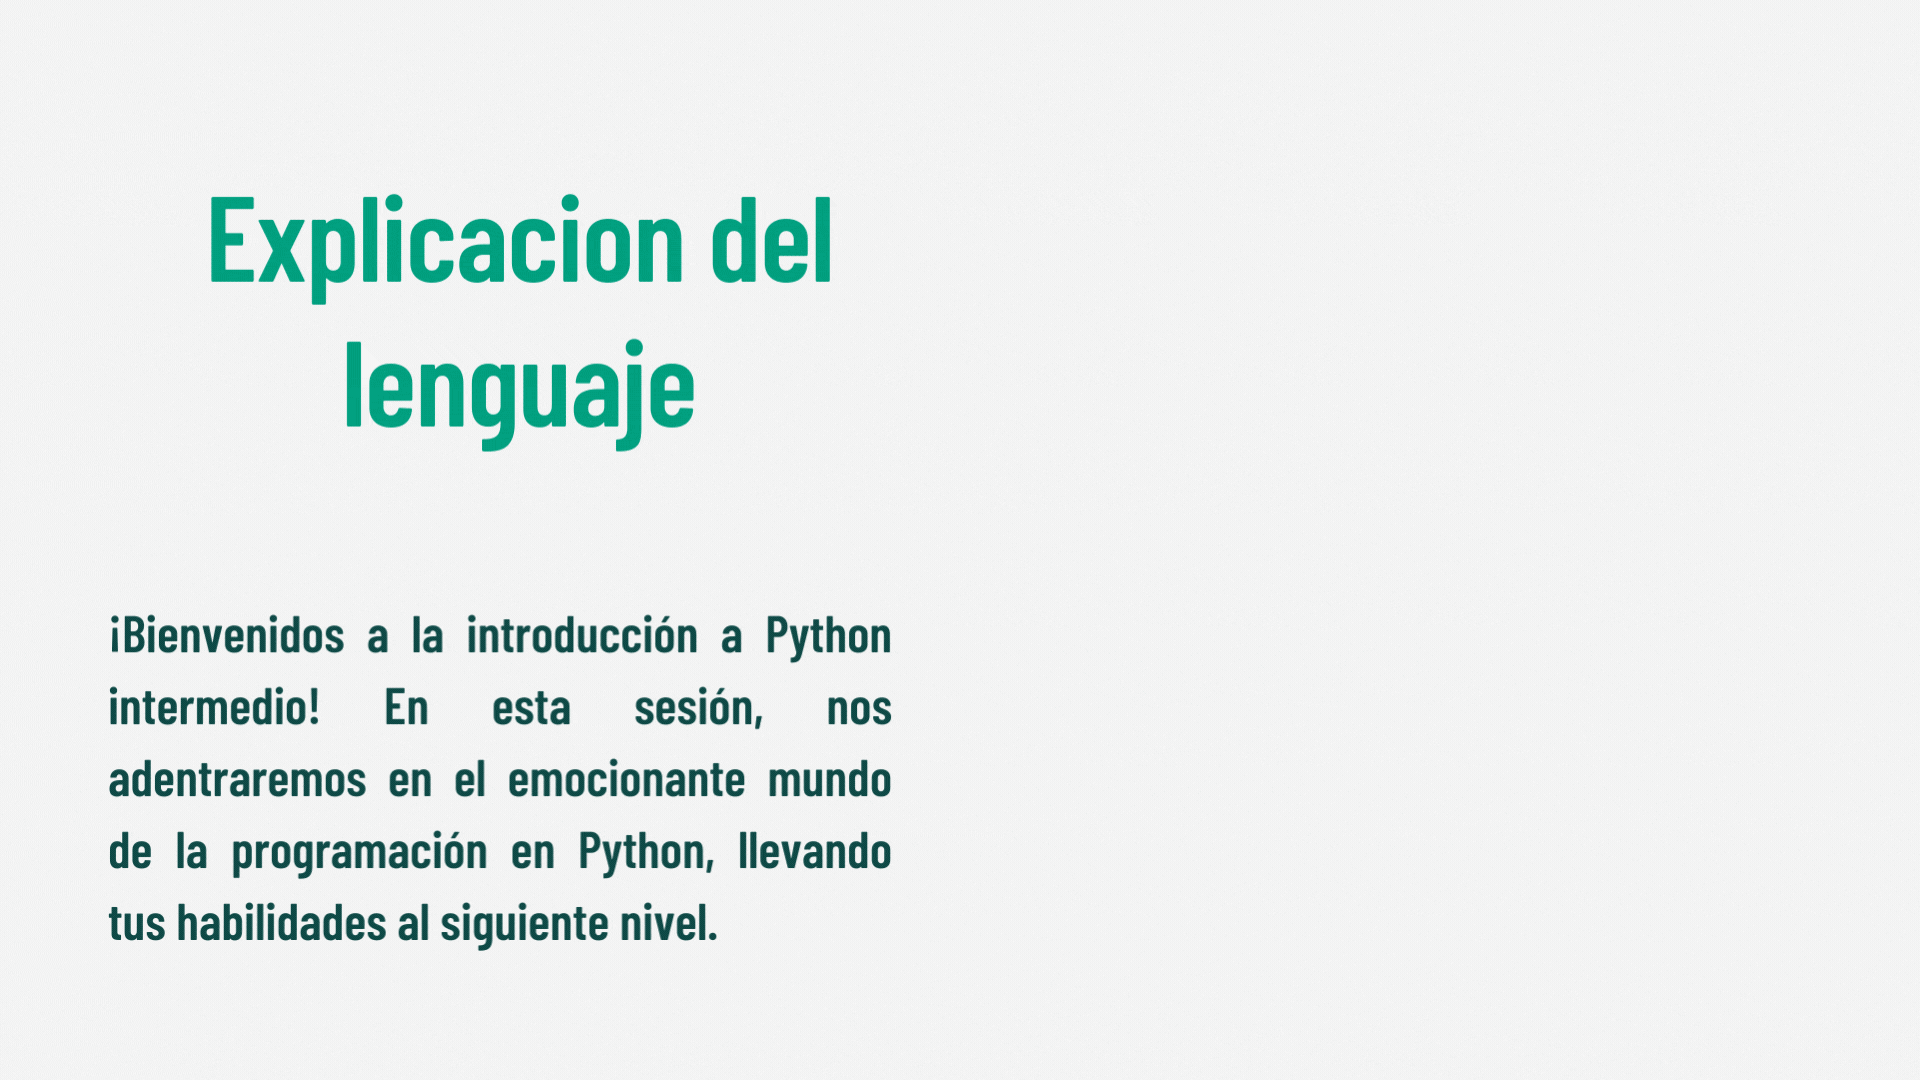 Explicacion del
lenguaje
¡Bienvenidos a la introducción a Python
intermedio! En esta sesión, nos
adentraremos en el emocionante mundo
de la programación en Python, llevando
tus habilidades al siguiente nivel.